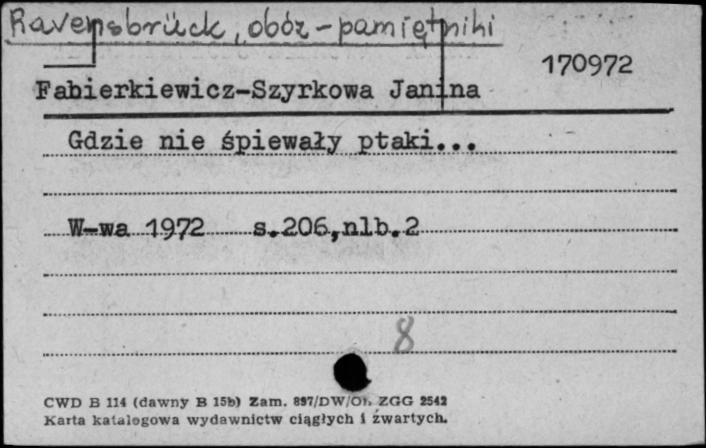 Ravensbrück, obóz - pamiętniki
170972
Fabierkiewicz-Szyrkowa Janina
Gdzie nie śpiewały ptaki...
W-wa 1972 s.206,nlb.2
8
CWD B 114 (dawny B 15b) Zam. 897/DW/Of. ZGG 2542
Karta katalogowa wydawnictw ciągłych i zwartych.